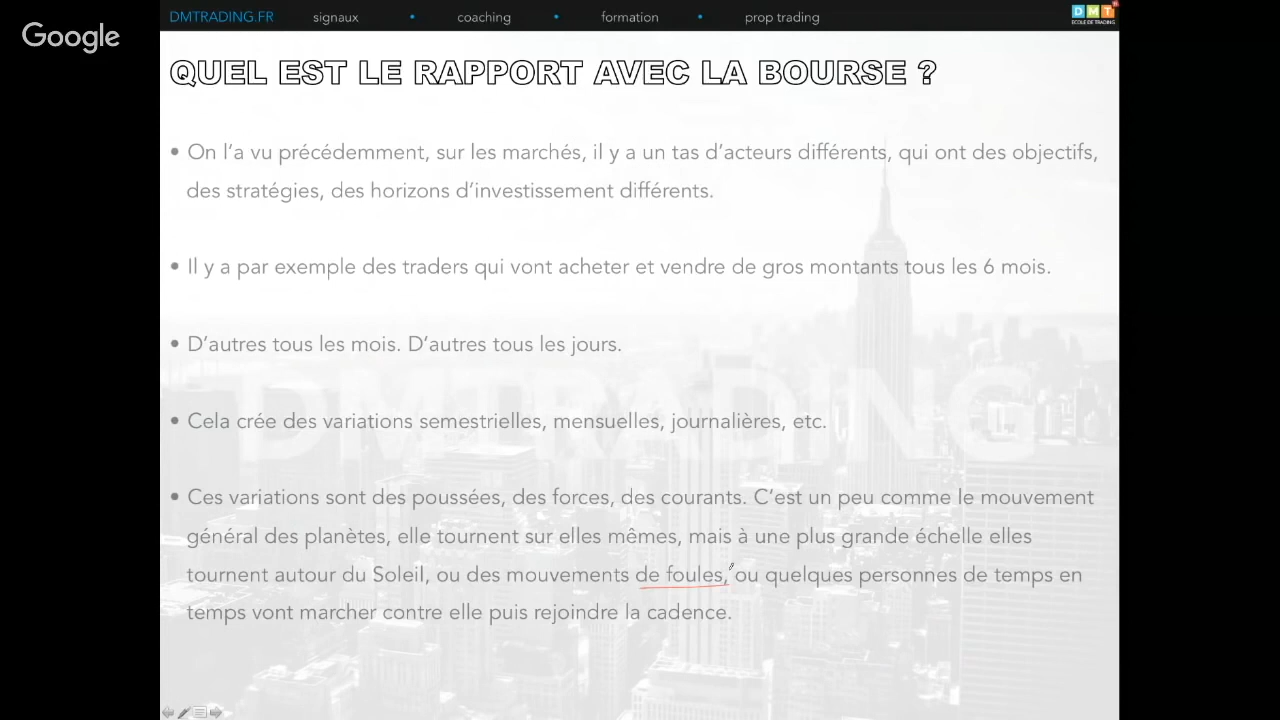 Google
DMTRADING.FR signaux • coaching • formation • prop trading
DMT
ECOLE DE TRADING
QUEL EST LE RAPPORT AVEC LA BOURSE ?
• On l'a vu précédemment, sur les marchés, il y a un tas d'acteurs différents, qui ont des objectifs,
des stratégies, des horizons d'investissement différents.
• Il y a par exemple des traders qui vont acheter et vendre de gros montants tous les 6 mois.
• D'autres tous les mois. D'autres tous les jours.
DMTRADING
• Cela crée des variations semestrielles, mensuelles, journalières, etc.
• Ces variations sont des poussées, des forces, des courants. C'est un peu comme le mouvement
général des planètes, elle tournent sur elles mêmes, mais à une plus grande échelle elles
tournent autour du Soleil, ou des mouvements de foules, ou quelques personnes de temps en
temps vont marcher contre elle puis rejoindre la cadence.